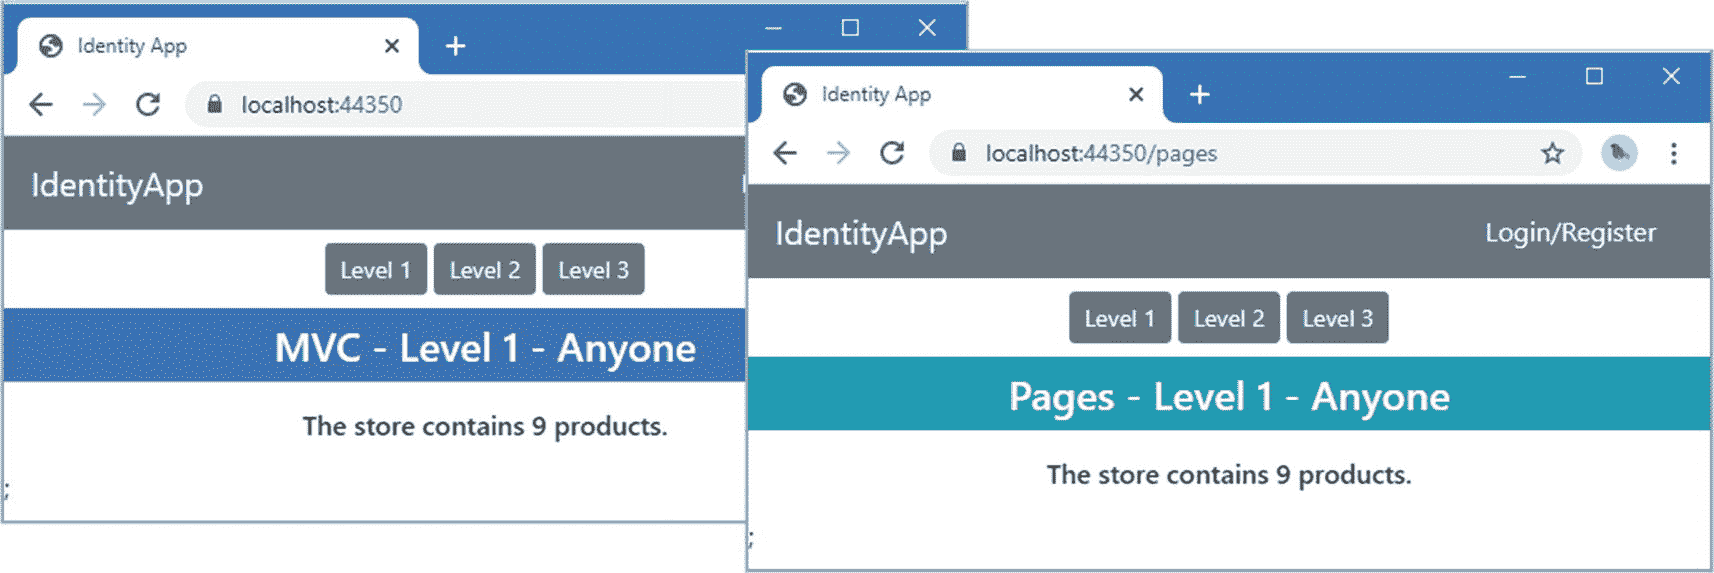 Identity App
localhost:44350
IdentityApp
Level 1 Level 2 Level 3
MVC - Level 1 - Anyone
The store contains 9 products.
;
Identity App
localhost:44350/pages
IdentityApp Login/Register
Level 1 Level 2 Level 3
Pages - Level 1 - Anyone
The store contains 9 products.
;